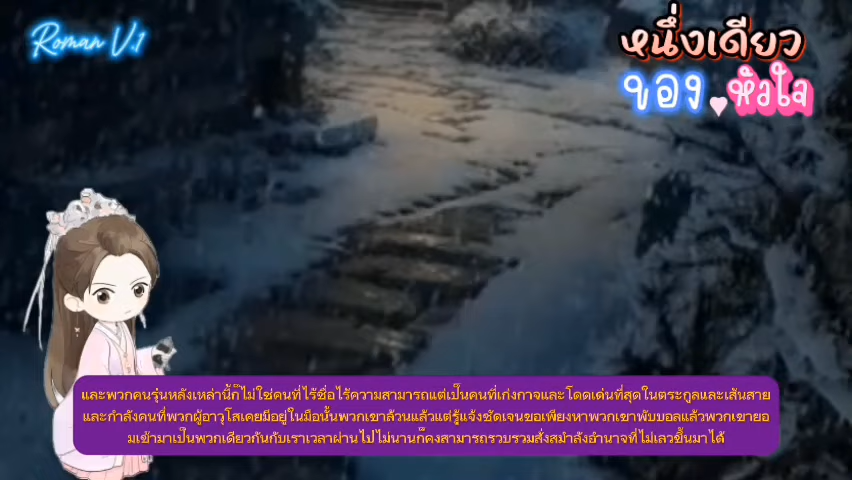 Roman V.1
หนึ่งเดียว
ของ หัวใจ
และพวกคนรุ่นหลังเหล่านี้ก็ไม่ใช่คนที่ไร้ชื่อไร้ความสามารถแต่เป็นคนที่เก่งกาจและโดดเด่นที่สุดในตระกูลและเส้นสาย
และกำลังคนที่พวกผู้อาวุโสเคยมีอยู่ในมือนั้นพวกเขาล้วนแล้วแต่รู้แจ้งชัดเจนขอเพียงหาพวกเขาพับบอลแล้วพวกเขายอ
มเข้ามาเป็นพวกเดียวกันกับเราเวลาผ่านไปไม่นานก็คงสามารถรวบรวมสั่งสมำลังอำนาจที่ไม่เลวขึ้นมาได้